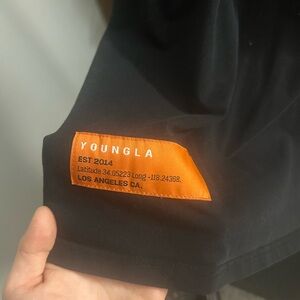 YOUNGLA
EST 2014
Latitude 34.05223 Long -118.24368.
LOS ANGELES CA.